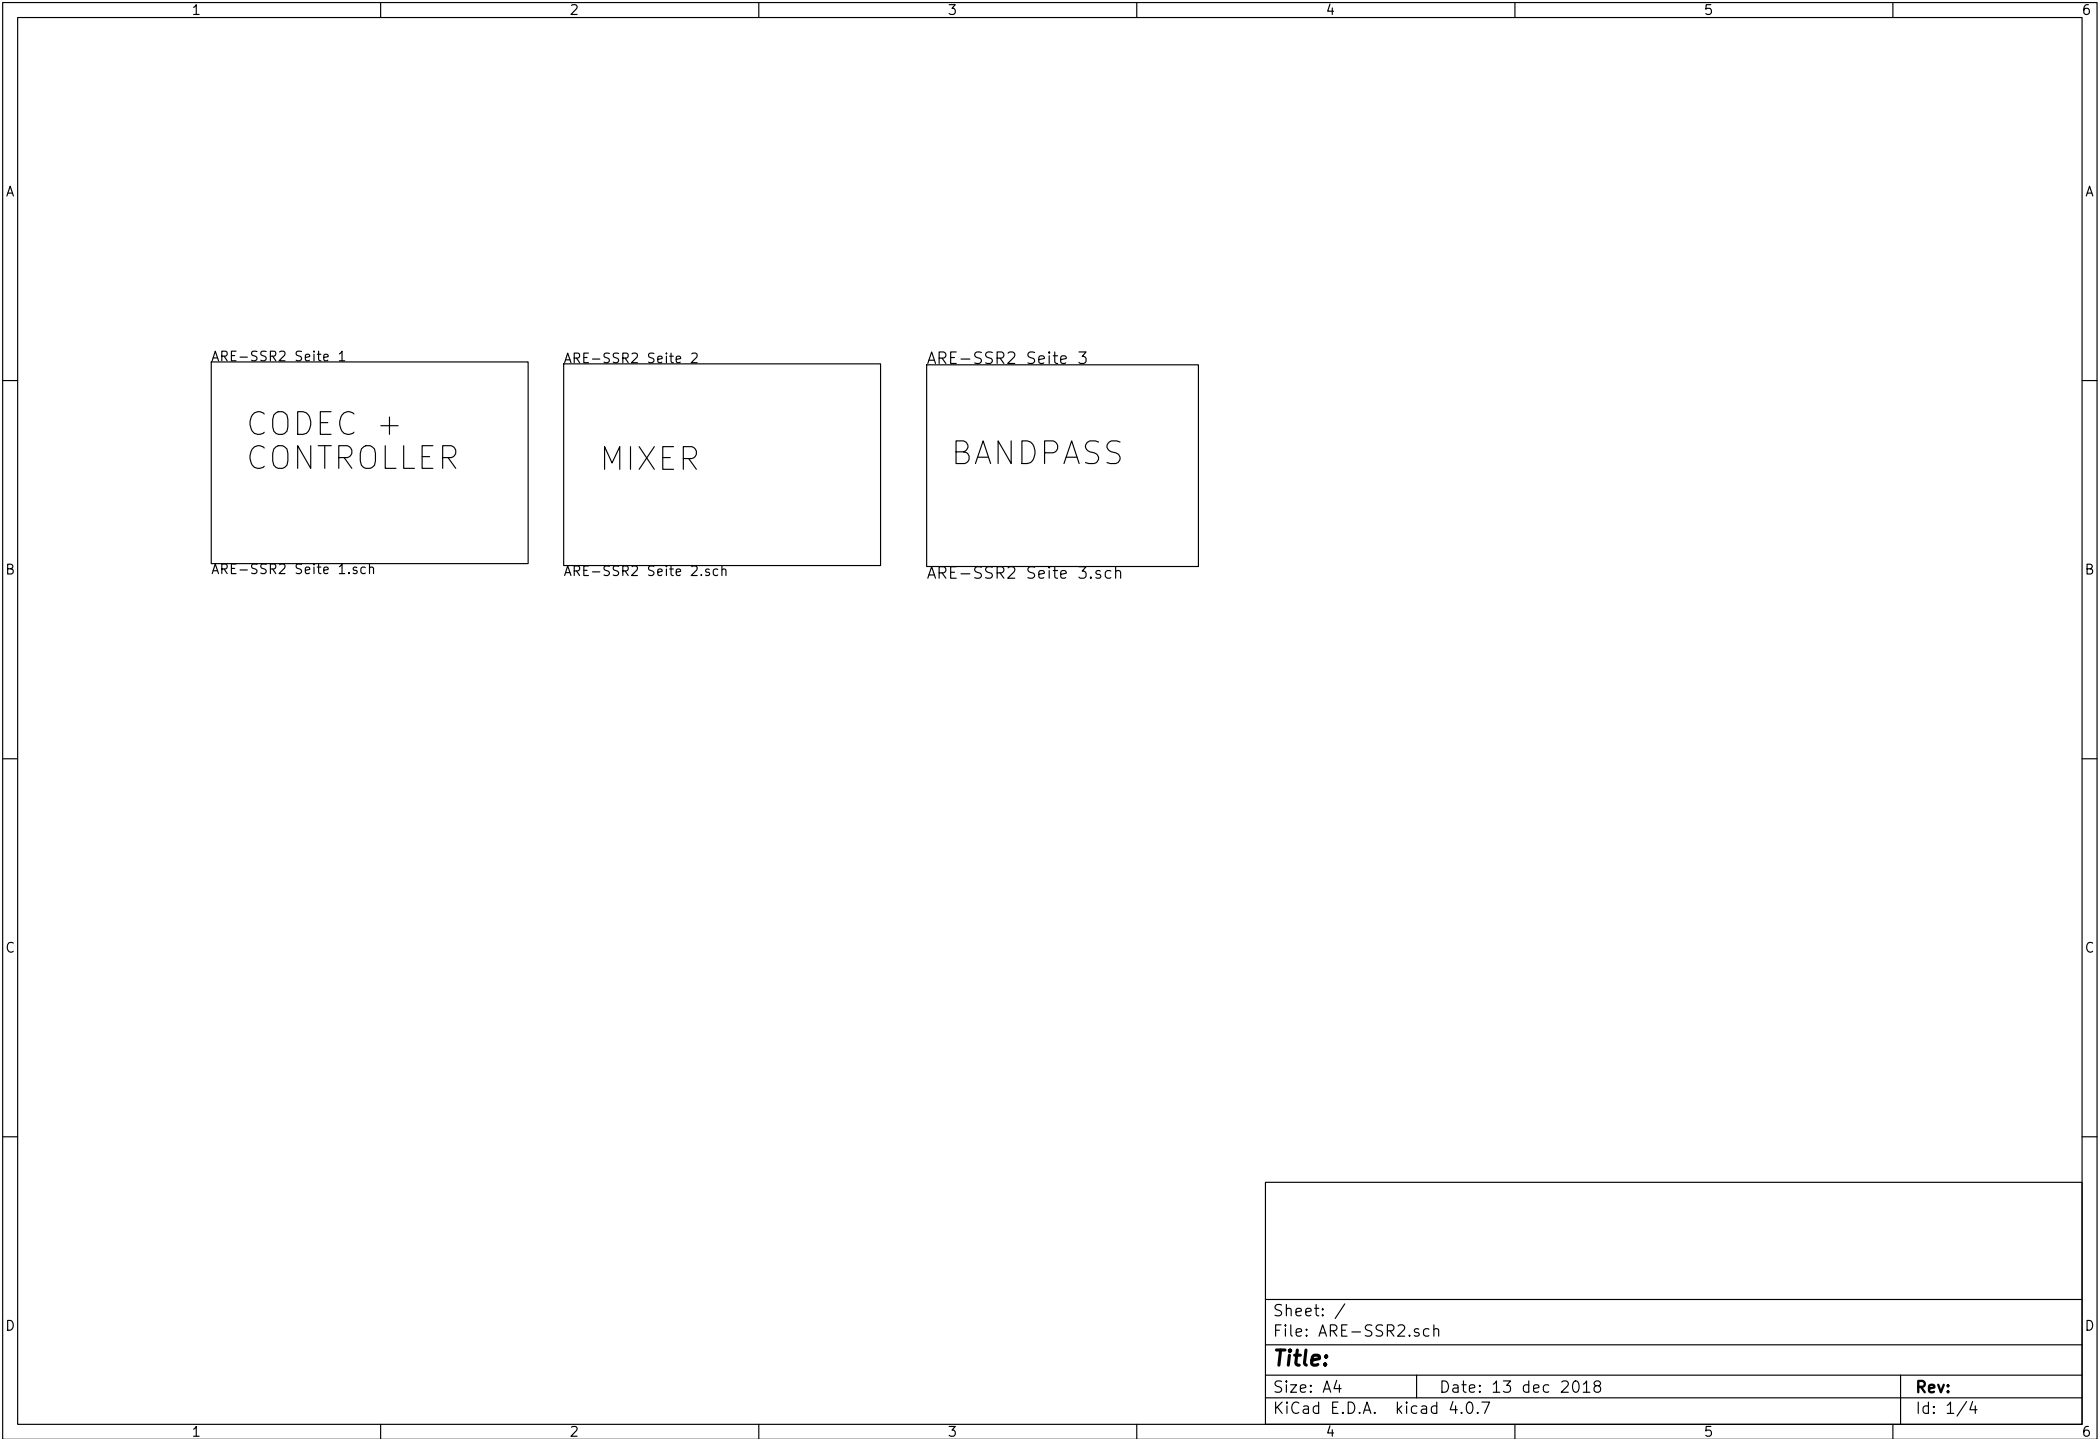 1 2 3 4 5 6
A A
ARE-SSR2 Seite 1
ARE-SSR2 Seite 2
ARE-SSR2 Seite 3
CODEC +
CONTROLLER
MIXER
BANDPASS
ARE-SSR2 Seite 1.sch
ARE-SSR2 Seite 2.sch
ARE-SSR2 Seite 3.sch
B B
C C
D D
Sheet: /
File: ARE-SSR2.sch
Title:
Size: A4 Date: 13 dec 2018 Rev:
KiCad E.D.A. kicad 4.0.7 Id: 1/4
1 2 3 4 5 6